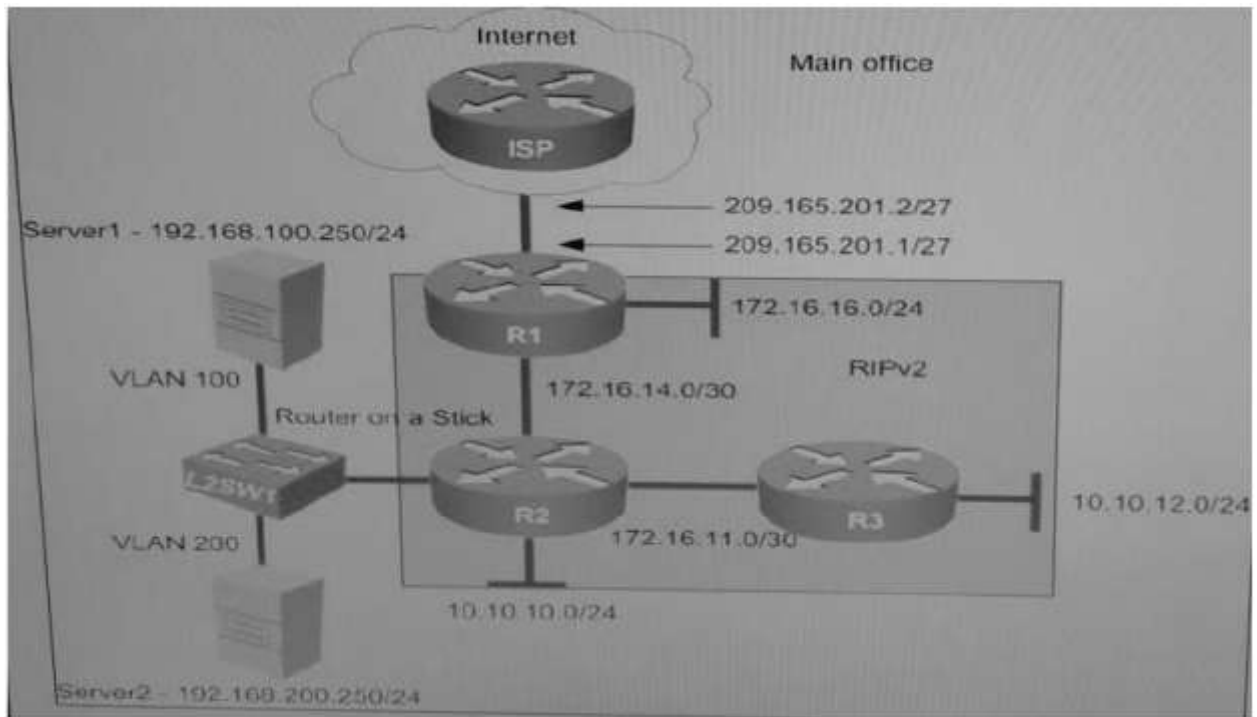 Internet
Main office
ISP
209.165.201.2/27
Server1 - 192.168.100.250/24
209.165.201.1/27
172.16.16.0/24
R1
RIPv2
VLAN 100
172.16.14.0/30
Router on a Stick
L2SW1
R2
R3
10.10.12.0/24
VLAN 200
172.16.11.0/30
10.10.10.0/24
Server2 - 192.168.200.250/24